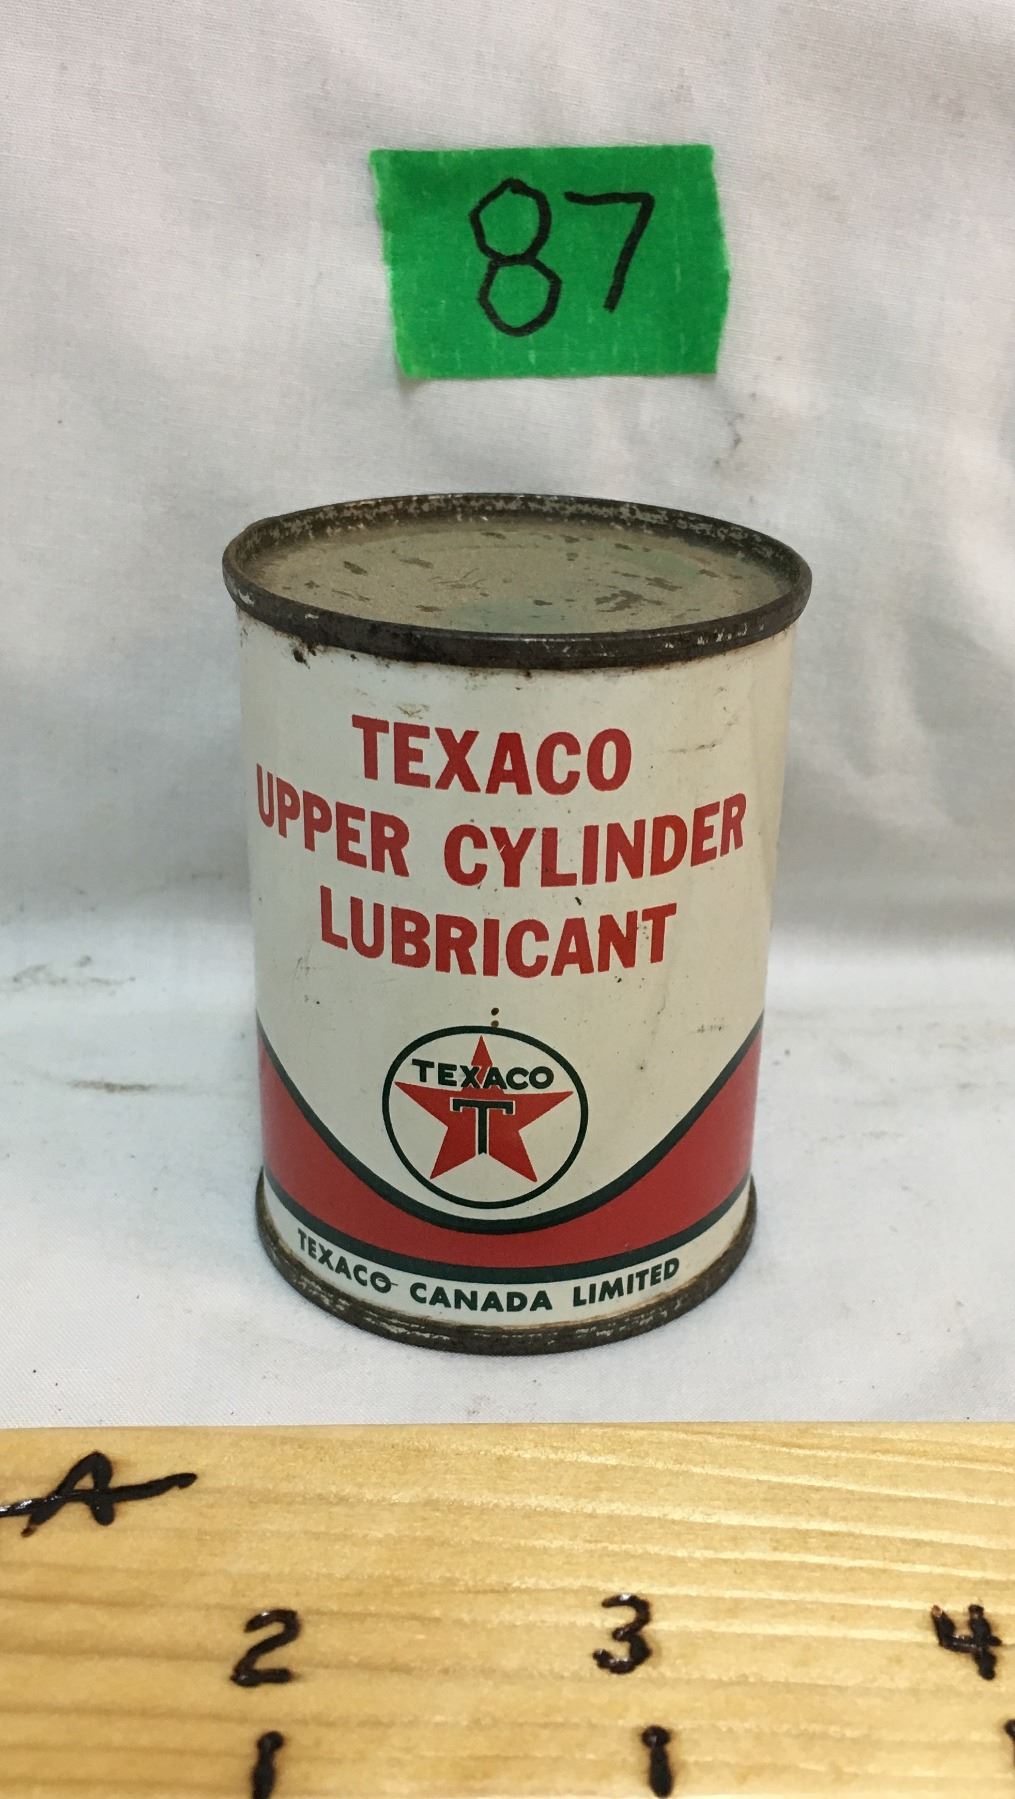 87
TEXACO
UPPER CYLINDER
LUBRICANT
TEXACO
T
TEXACO CANADA LIMITED
A
2 3 4